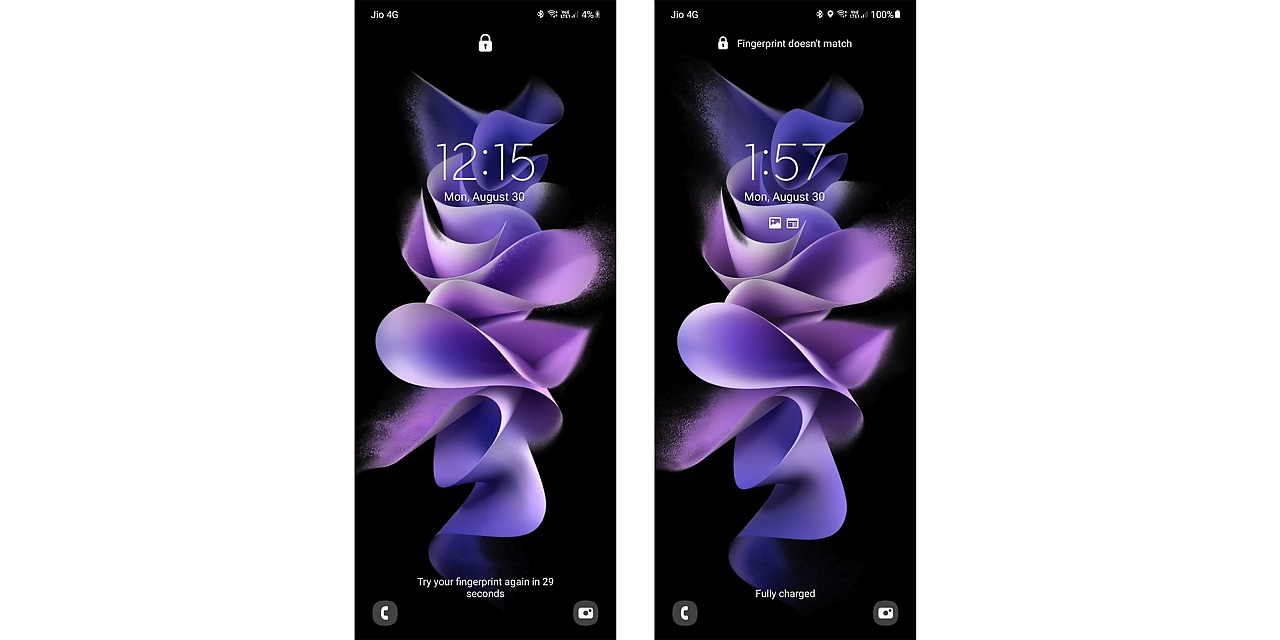 Jio 4G
4%
12:15
Mon, August 30
Try your fingerprint again in 29
seconds
Jio 4G
100%
Fingerprint doesn't match
1:57
Mon, August 30
Fully charged